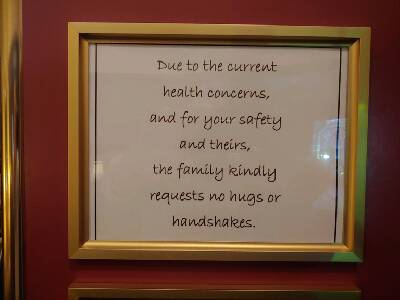 Due to the current
health concerns,
and for your safety
and theirs,
the family kindly
requests no hugs or
handshakes.